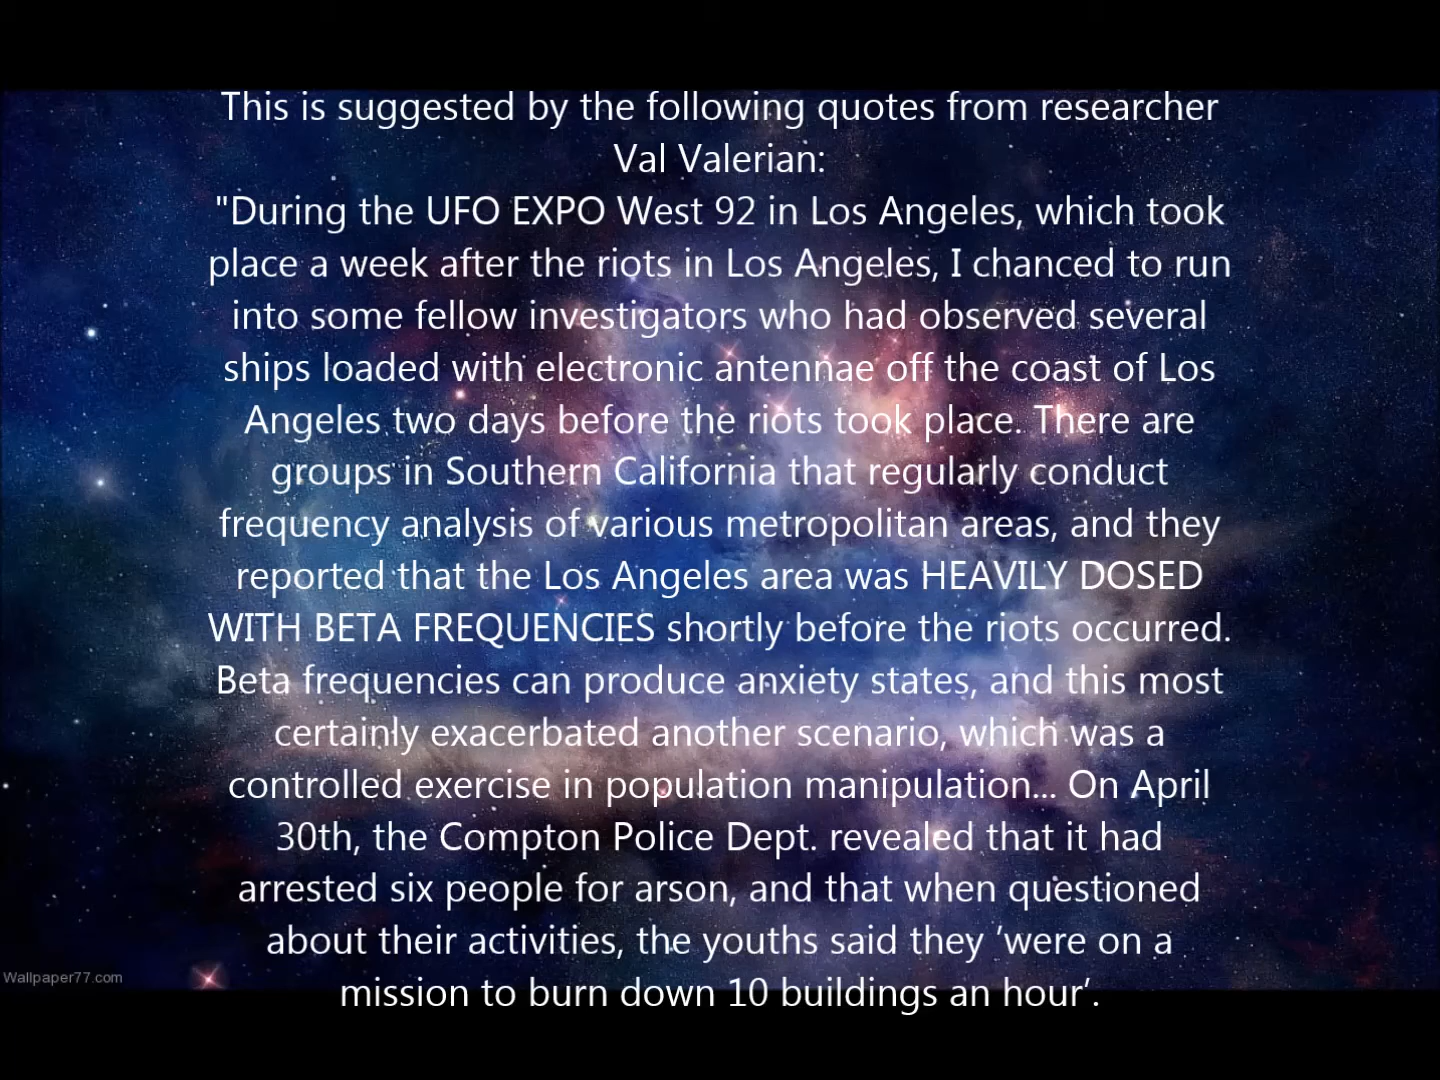 This is suggested by the following quotes from researcher
Val Valerian:
"During the UFO EXPO West 92 in Los Angeles, which took
place a week after the riots in Los Angeles, I chanced to run
into some fellow investigators who had observed several
ships loaded with electronic antennae off the coast of Los
Angeles two days before the riots took place. There are
groups in Southern California that regularly conduct
frequency analysis of various metropolitan areas, and they
reported that the Los Angeles area was HEAVILY DOSED
WITH BETA FREQUENCIES shortly before the riots occurred.
Beta frequencies can produce anxiety states, and this most
certainly exacerbated another scenario, which was a
controlled exercise in population manipulation... On April
30th, the Compton Police Dept. revealed that it had
arrested six people for arson, and that when questioned
about their activities, the youths said they ‘were on a
mission to burn down 10 buildings an hour’.
Wallpaper77.com